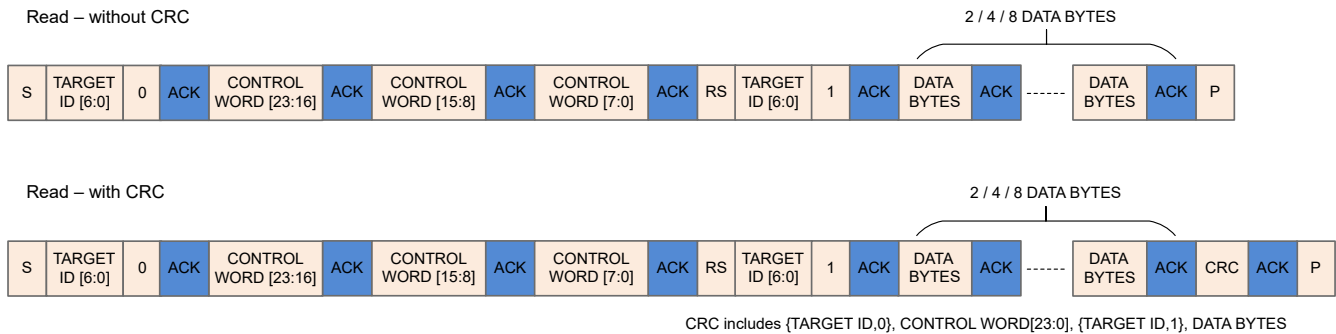 Read – without CRC
2 / 4 / 8 DATA BYTES
S TARGET ID [6:0] 0 ACK CONTROL WORD [23:16] ACK CONTROL WORD [15:8] ACK CONTROL WORD [7:0] ACK RS TARGET ID [6:0] 1 ACK DATA BYTES ACK ------ DATA BYTES ACK P
Read – with CRC
2 / 4 / 8 DATA BYTES
S TARGET ID [6:0] 0 ACK CONTROL WORD [23:16] ACK CONTROL WORD [15:8] ACK CONTROL WORD [7:0] ACK RS TARGET ID [6:0] 1 ACK DATA BYTES ACK ------ DATA BYTES ACK CRC ACK P
CRC includes {TARGET ID,0}, CONTROL WORD[23:0], {TARGET ID,1}, DATA BYTES